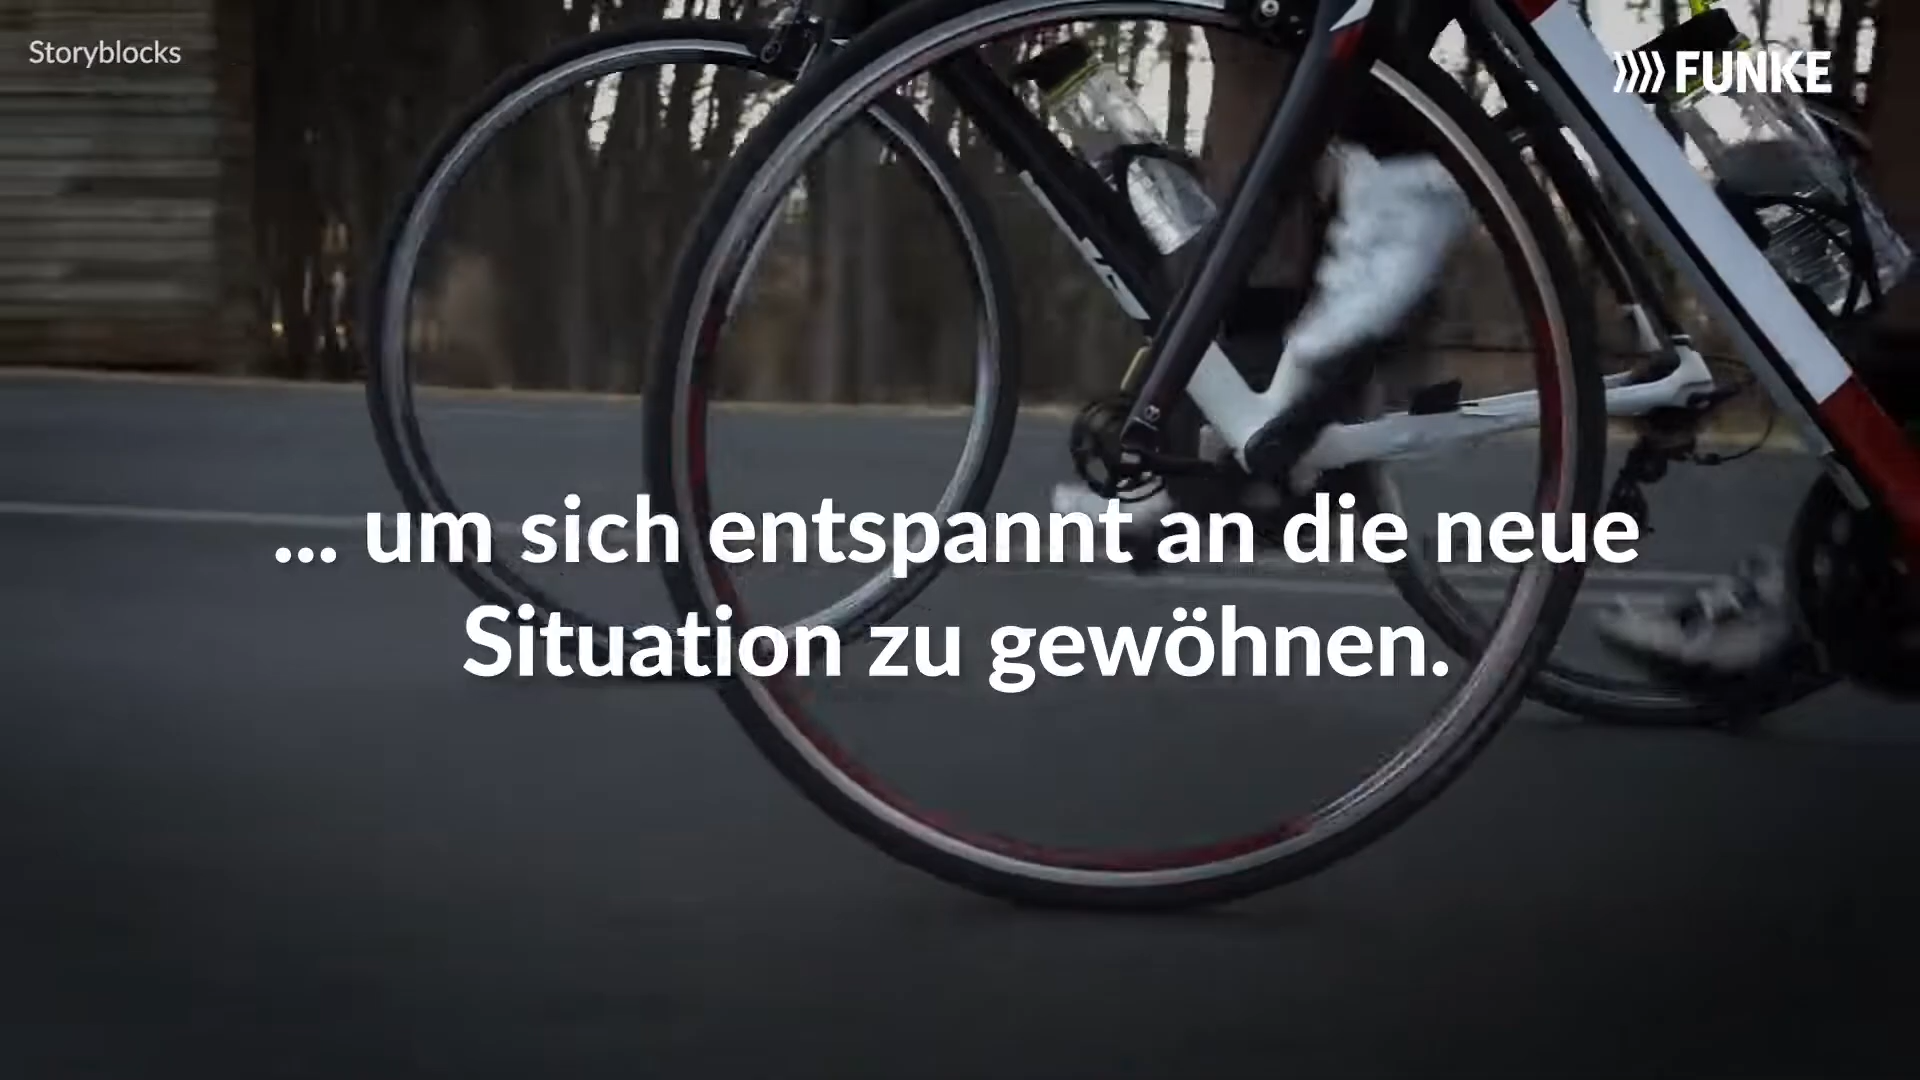 Storyblocks
FUNKE
... um sich entspannt an die neue
Situation zu gewöhnen.